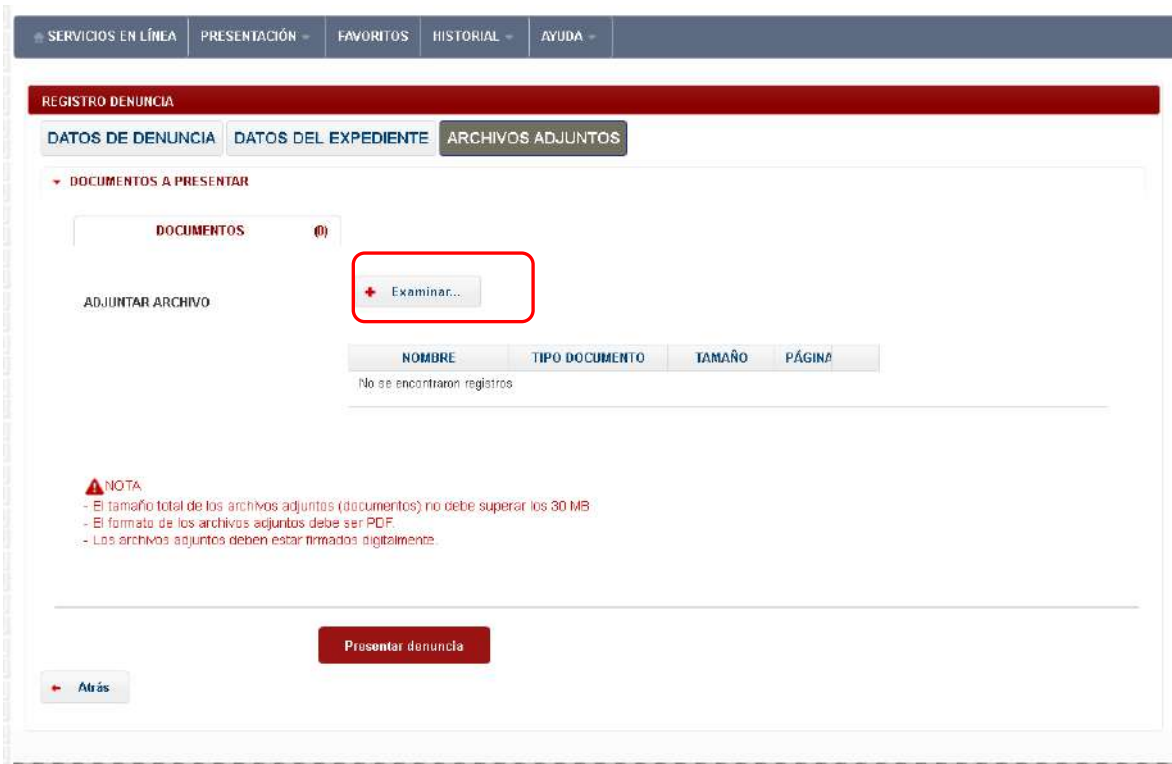 SERVICIOS EN LÍNEA PRESENTACIÓN FAVORITOS HISTORIAL AYUDA
REGISTRO DENUNCIA
DATOS DE DENUNCIA DATOS DEL EXPEDIENTE ARCHIVOS ADJUNTOS
DOCUMENTOS A PRESENTAR
DOCUMENTOS (0)
ADJUNTAR ARCHIVO Examinar...
NOMBRE TIPO DOCUMENTO TAMAÑO PÁGINA
No se encontraron registros
NOTA
- El tamaño total de los archivos adjuntos (documentos) no debe superar los 30 MB
- El formato de los archivos adjuntos debe ser PDF.
- Los archivos adjuntos deben estar firmados digitalmente.
Presentar denuncia
Atrás